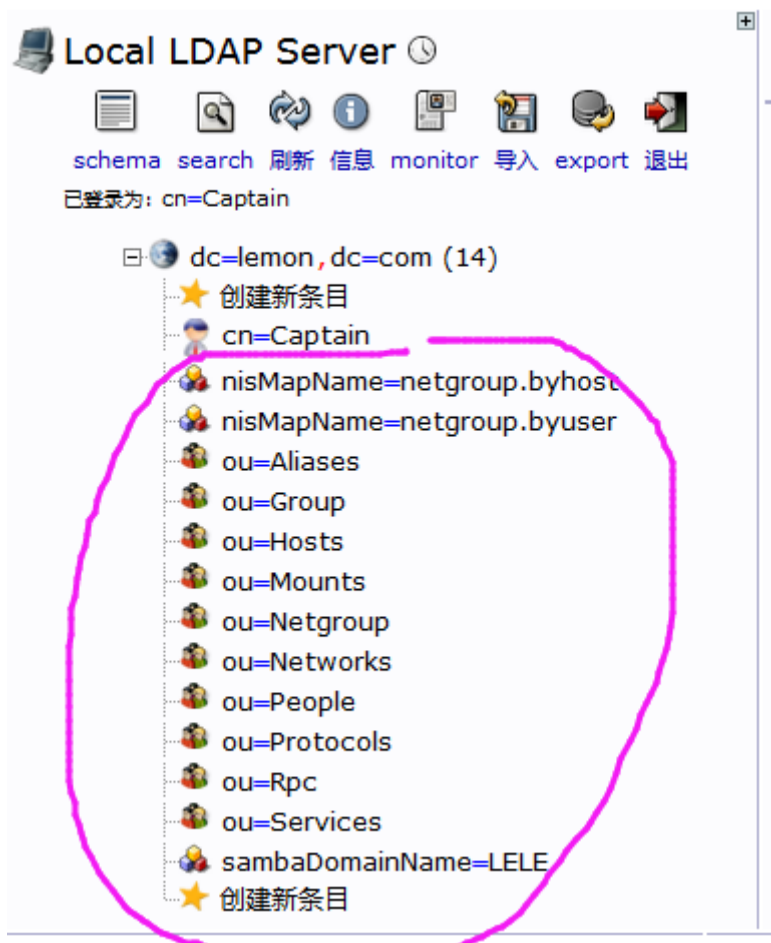 Local LDAP Server
schema search 刷新 信息 monitor 导入 export 退出
已登录为: cn=Captain
dc=lemon,dc=com (14)
创建新条目
cn=Captain
nisMapName=netgroup.byhost
nisMapName=netgroup.byuser
ou=Aliases
ou=Group
ou=Hosts
ou=Mounts
ou=Netgroup
ou=Networks
ou=People
ou=Protocols
ou=Rpc
ou=Services
sambaDomainName=LELE
创建新条目